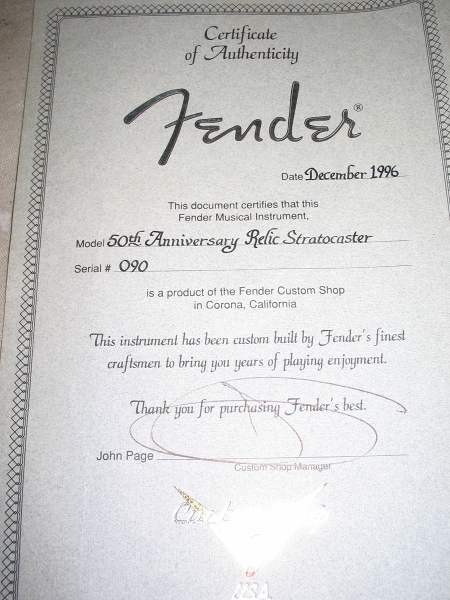 Certificate
of Authenticity
Fender®
Date December 1996
This document certifies that this
Fender Musical Instrument,
Model 50th Anniversary Relic Stratocaster
Serial # 090
is a product of the Fender Custom Shop
in Corona, California
This instrument has been custom built by Fender's finest
craftsmen to bring you years of playing enjoyment.
Thank you for purchasing Fender's best.
John Page
Custom Shop Manager
USA